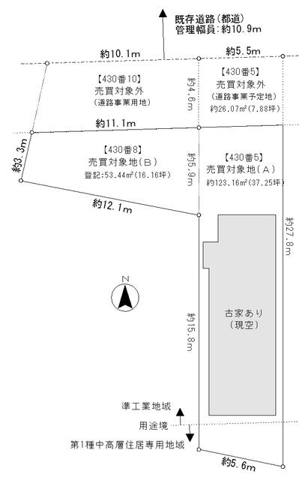 既存道路(都道)
管理幅員:約10.9m
約10.1m
約5.5m
【430番10】
売買対象外
(道路事業用地)
約4.6m
【430番5】
売買対象外
(道路事業予定地)
約26.07㎡(7.88坪)
約11.1m
約3.3m
【430番8】
売買対象地(B)
登記:53.44㎡(16.16坪)
約5.9m
【430番5】
売買対象地(A)
約123.16㎡(37.25坪)
約12.1m
約27.8m
N
古家あり
(現空)
約15.8m
準工業地域
用途境
第1種中高層住居専用地域
約5.6m